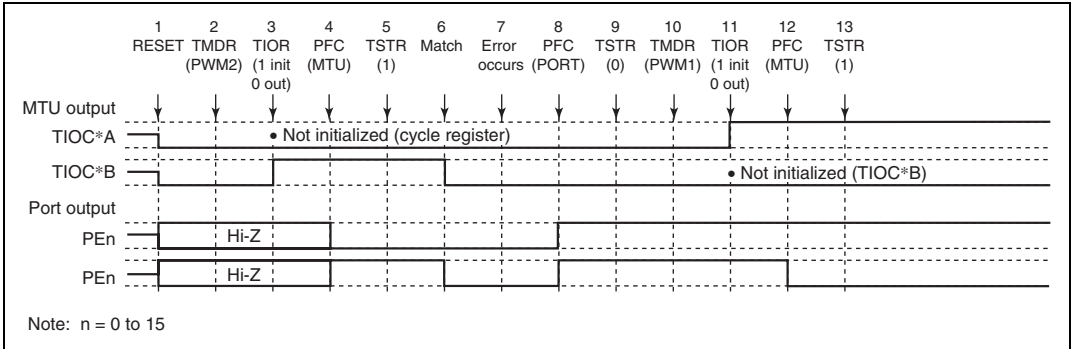 1 2 3 4 5 6 7 8 9 10 11 12 13
RESET TMDR TIOR PFC TSTR Match Error PFC TSTR TMDR TIOR PFC TSTR
(PWM2) (1 init (MTU) (1) occurs (PORT) (0) (PWM1) (1 init (MTU) (1)
0 out) 0 out)
MTU output
TIOC*A • Not initialized (cycle register)
TIOC*B • Not initialized (TIOC*B)
Port output
PEn Hi-Z
PEn Hi-Z
Note: n = 0 to 15